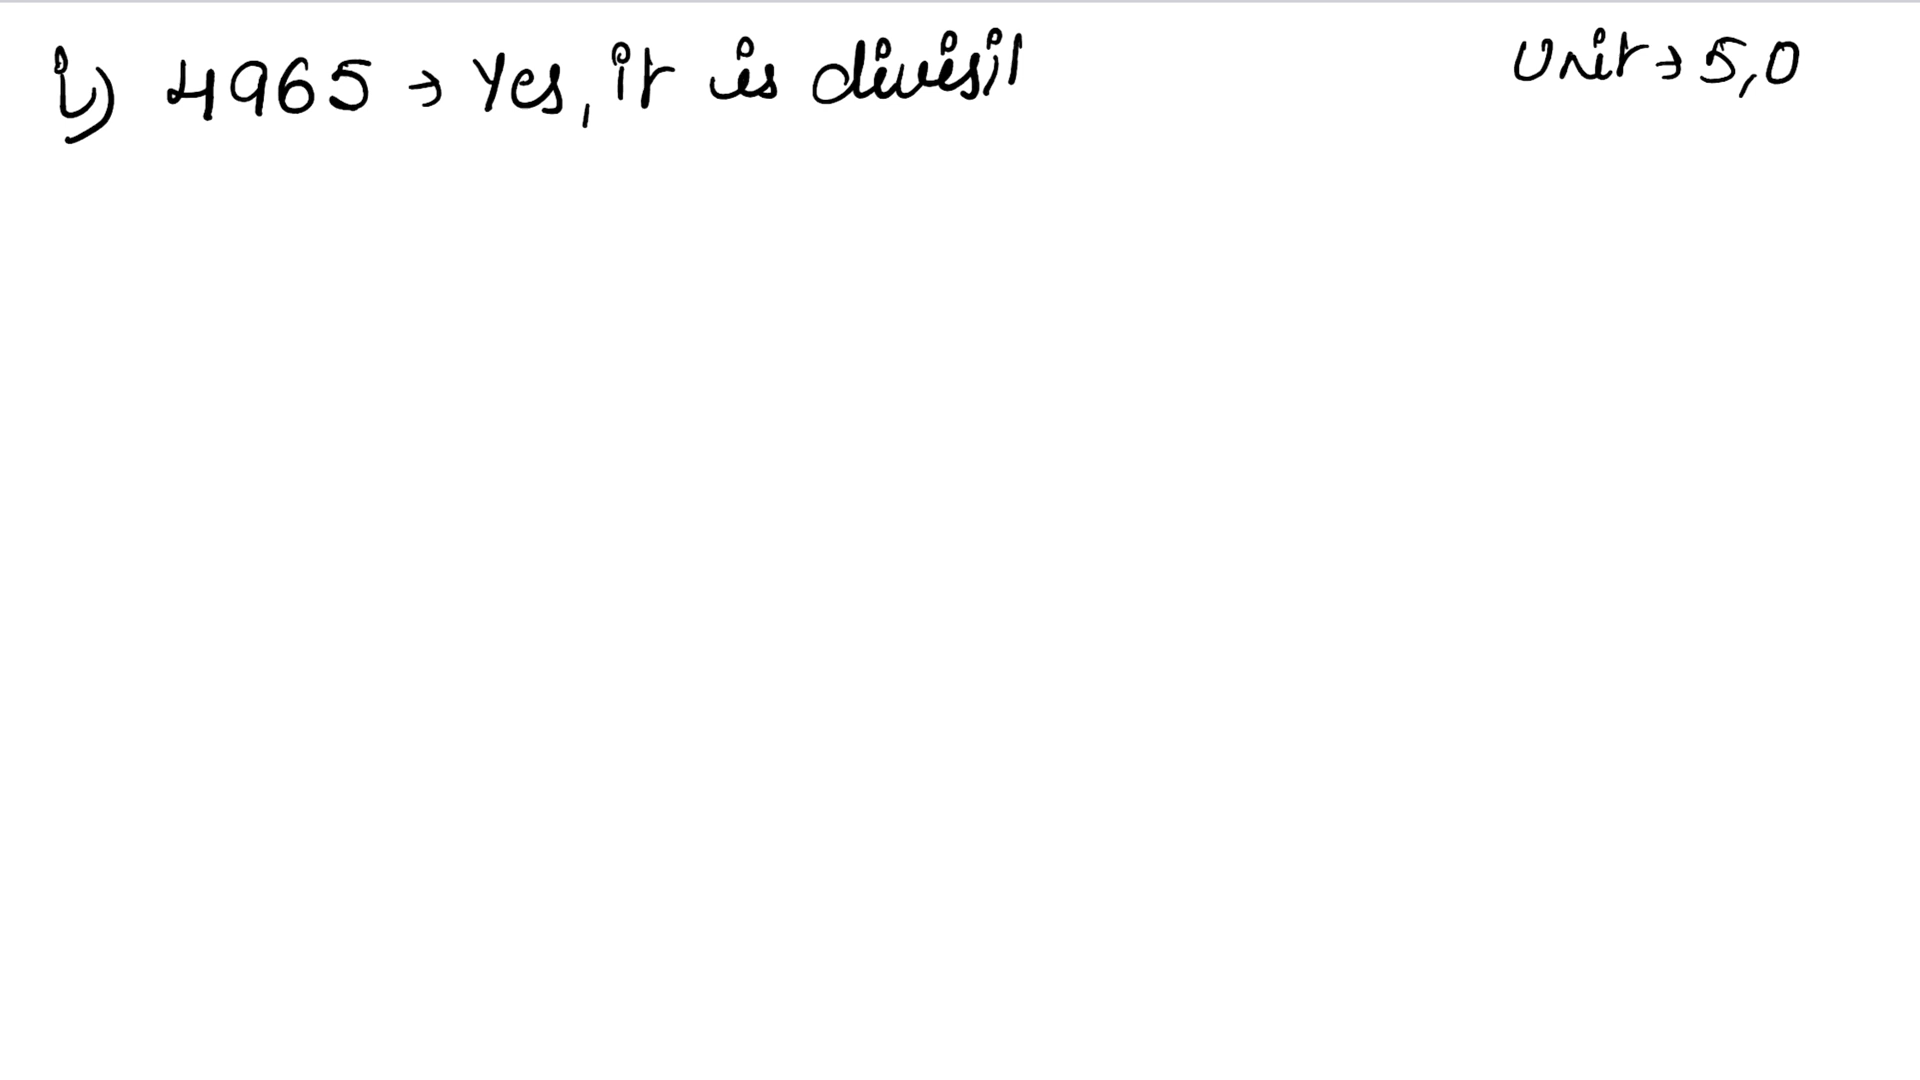 i) 4965 → Yes, it is divisil
Unit → 5,0